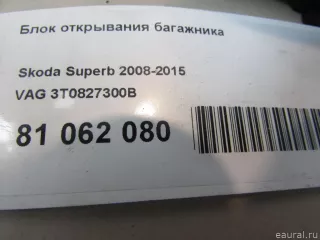 Блок открывания багажника
Skoda Superb 2008-2015
VAG 3T0827300B
81 062 080
eaural.ru